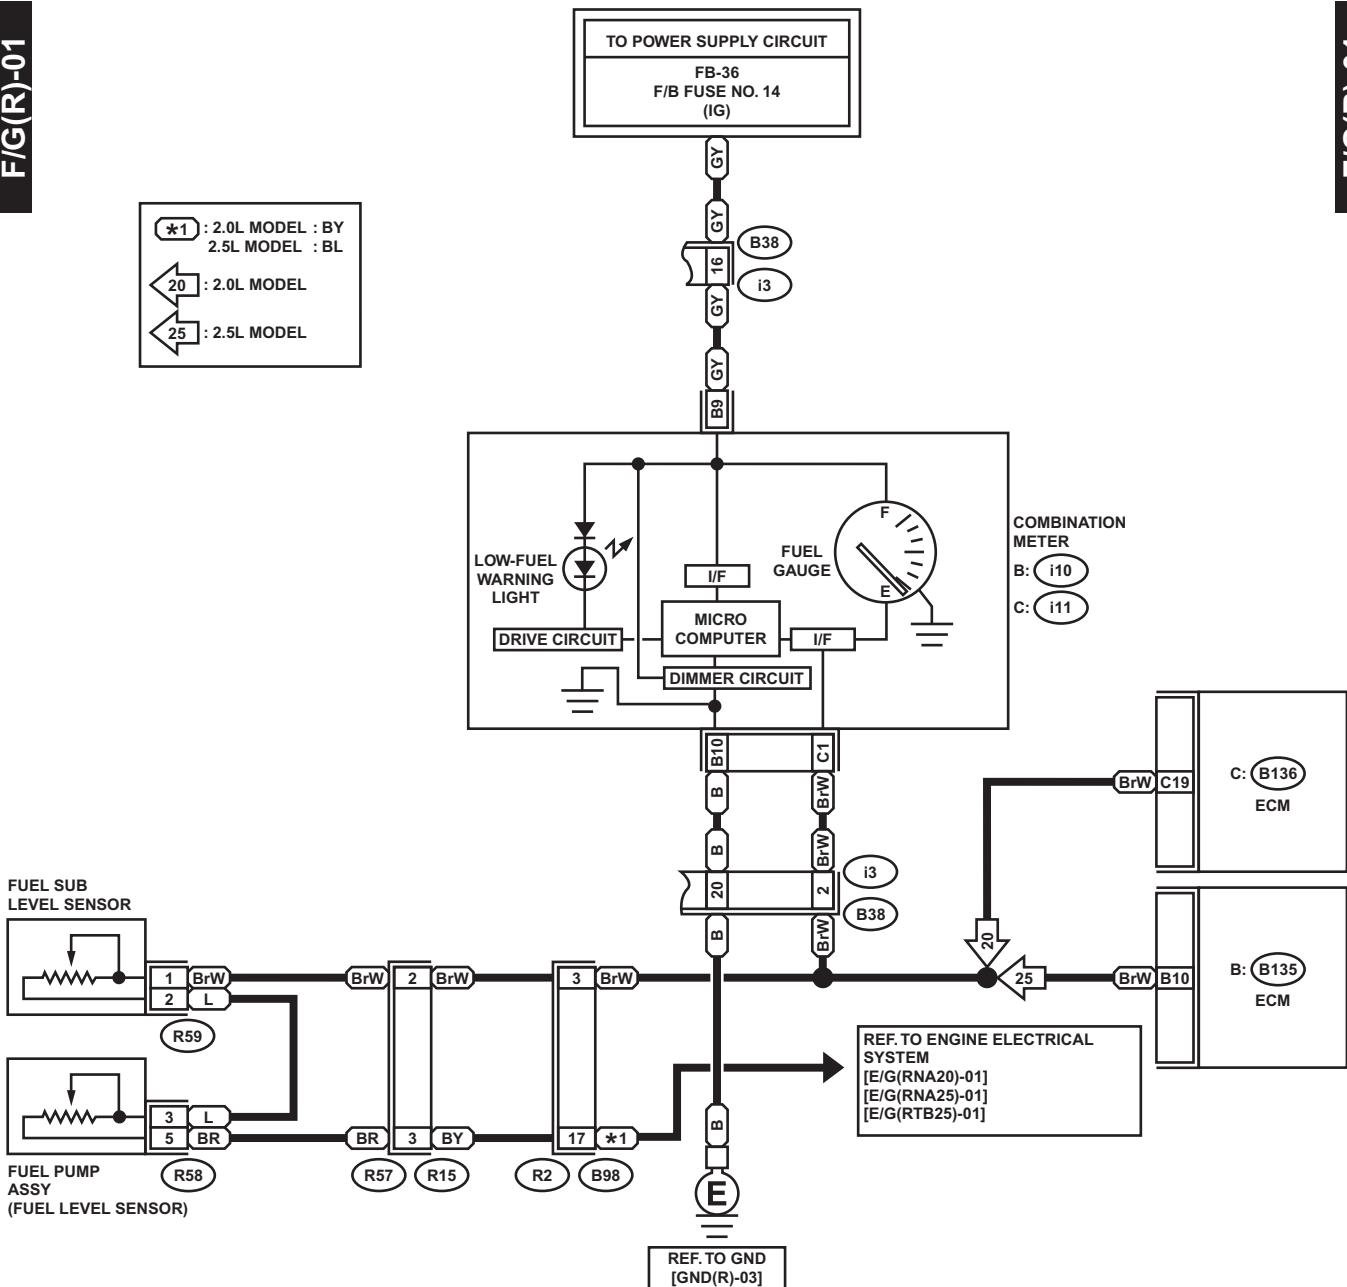 F/G(R)-01
TO POWER SUPPLY CIRCUIT
FB-36
F/B FUSE NO. 14
(IG)
GY
GY
B38
16
i3
GY
GY
B9
*1 : 2.0L MODEL : BY
2.5L MODEL : BL
20 : 2.0L MODEL
25 : 2.5L MODEL
LOW-FUEL
WARNING
LIGHT
I/F
FUEL
GAUGE
F
E
MICRO
COMPUTER
DRIVE CIRCUIT
I/F
DIMMER CIRCUIT
COMBINATION
METER
B: i10
C: i11
B10
C1
B
BrW
B
BrW
20
2
i3
B38
B
BrW
BrW C19
C: B136
ECM
20
25
BrW B10
B: B135
ECM
FUEL SUB
LEVEL SENSOR
1 BrW
2 L
R59
BrW 2 BrW
3 BrW
3 L
5 BR
R58
FUEL PUMP
ASSY
(FUEL LEVEL SENSOR)
BR 3 BY
R57 R15
17 *1
R2 B98
REF. TO ENGINE ELECTRICAL
SYSTEM
[E/G(RNA20)-01]
[E/G(RNA25)-01]
[E/G(RTB25)-01]
B
E
REF. TO GND
[GND(R)-03]